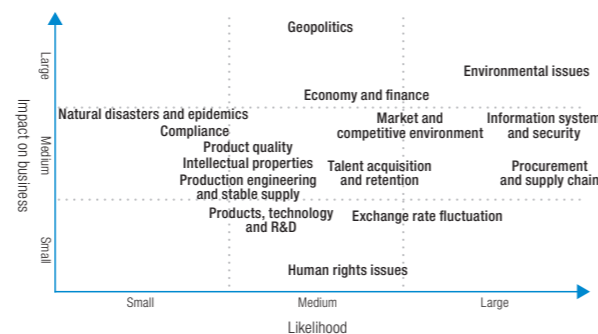 Geopolitics
Environmental issues
Economy and finance
Natural disasters and epidemics
Compliance
Market and
competitive environment
Information system
and security
Product quality
Intellectual properties
Production engineering
and stable supply
Talent acquisition
and retention
Procurement
and supply chain
Products, technology
and R&D
Exchange rate fluctuation
Human rights issues
Impact on business
Large
Medium
Small
Small
Medium
Large
Likelihood